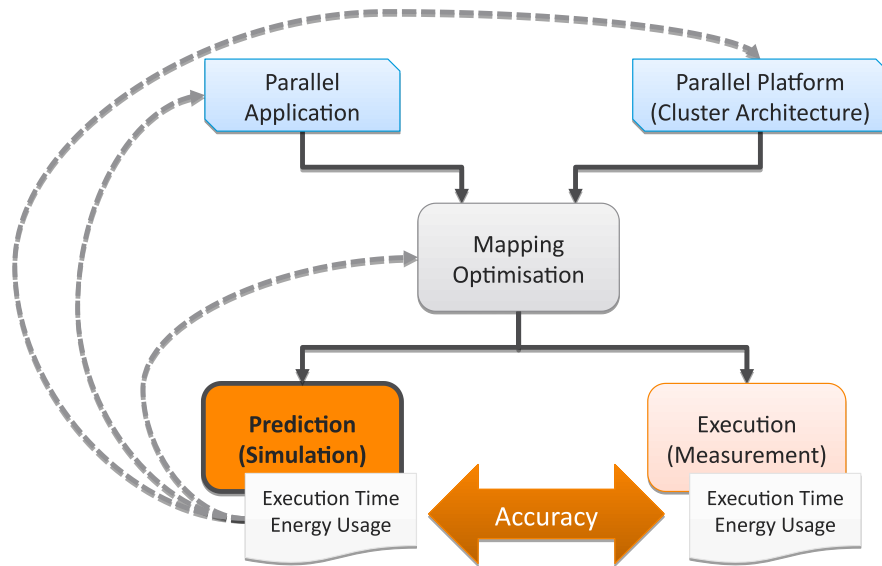 Parallel
Application
Parallel Platform
(Cluster Architecture)
Mapping
Optimisation
Prediction
(Simulation)
Execution Time
Energy Usage
Accuracy
Execution
(Measurement)
Execution Time
Energy Usage